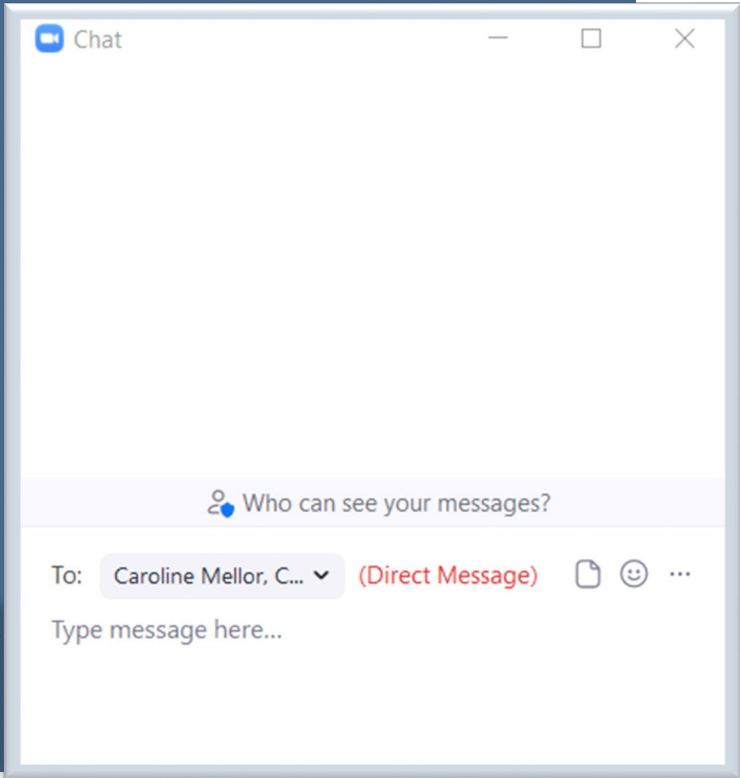 Chat
Who can see your messages?
To: Caroline Mellor, C... (Direct Message)
Type message here...